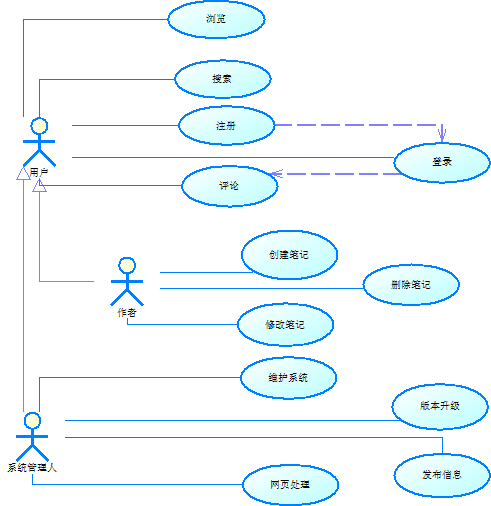 浏览
搜索
注册
用户
登录
评论
创建笔记
删除笔记
作者
修改笔记
维护系统
版本升级
系统管理人
发布信息
网页处理